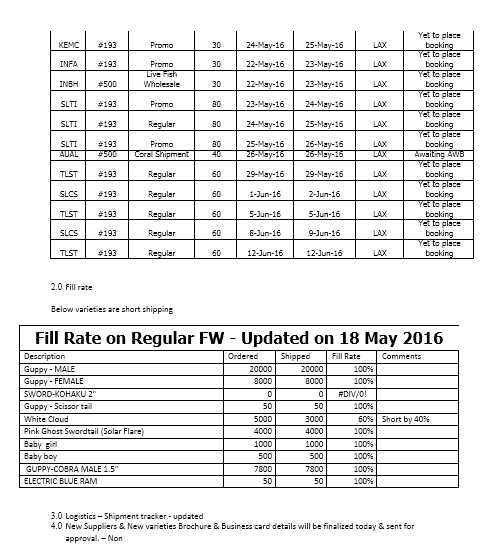 KEMC #193 Promo 30 24-May-16 25-May-16 LAX Yet to place booking
INFA #193 Promo 30 22-May-16 23-May-16 LAX Yet to place booking
INBH #500 Live Fish Wholesale 30 22-May-16 23-May-16 LAX Yet to place booking
SLTI #193 Promo 80 23-May-16 24-May-16 LAX Yet to place booking
SLTI #193 Regular 80 24-May-16 25-May-16 LAX Yet to place booking
SLTI #193 Promo 80 25-May-16 26-May-16 LAX Yet to place booking
AUAL #500 Coral Shipment 40 26-May-16 26-May-16 LAX Awaiting AWB
TLST #193 Regular 60 29-May-16 29-May-16 LAX Yet to place booking
SLCS #193 Regular 60 1-Jun-16 2-Jun-16 LAX Yet to place booking
TLST #193 Regular 60 5-Jun-16 5-Jun-16 LAX Yet to place booking
SLCS #193 Regular 60 8-Jun-16 9-Jun-16 LAX Yet to place booking
TLST #193 Regular 60 12-Jun-16 12-Jun-16 LAX Yet to place booking
2.0 Fill rate
Below varieties are short shipping
Fill Rate on Regular FW - Updated on 18 May 2016
Description Ordered Shipped Fill Rate Comments
Guppy - MALE 20000 20000 100%
Guppy - FEMALE 8000 8000 100%
SWORD-KOHAKU 2" 0 0 #DIV/0!
Guppy - Scissor tail 50 50 100%
White Cloud 5000 3000 60% Short by 40%
Pink Ghost Swordtail (Solar Flare) 4000 4000 100%
Baby girl 1000 1000 100%
Baby boy 500 500 100%
GUPPY-COBRA MALE 1.5" 7800 7800 100%
ELECTRIC BLUE RAM 50 50 100%
3.0 Logistics – Shipment tracker - updated
4.0 New Suppliers & New varieties Brochure & Business card details will be finalized today & sent for
approval. – Non